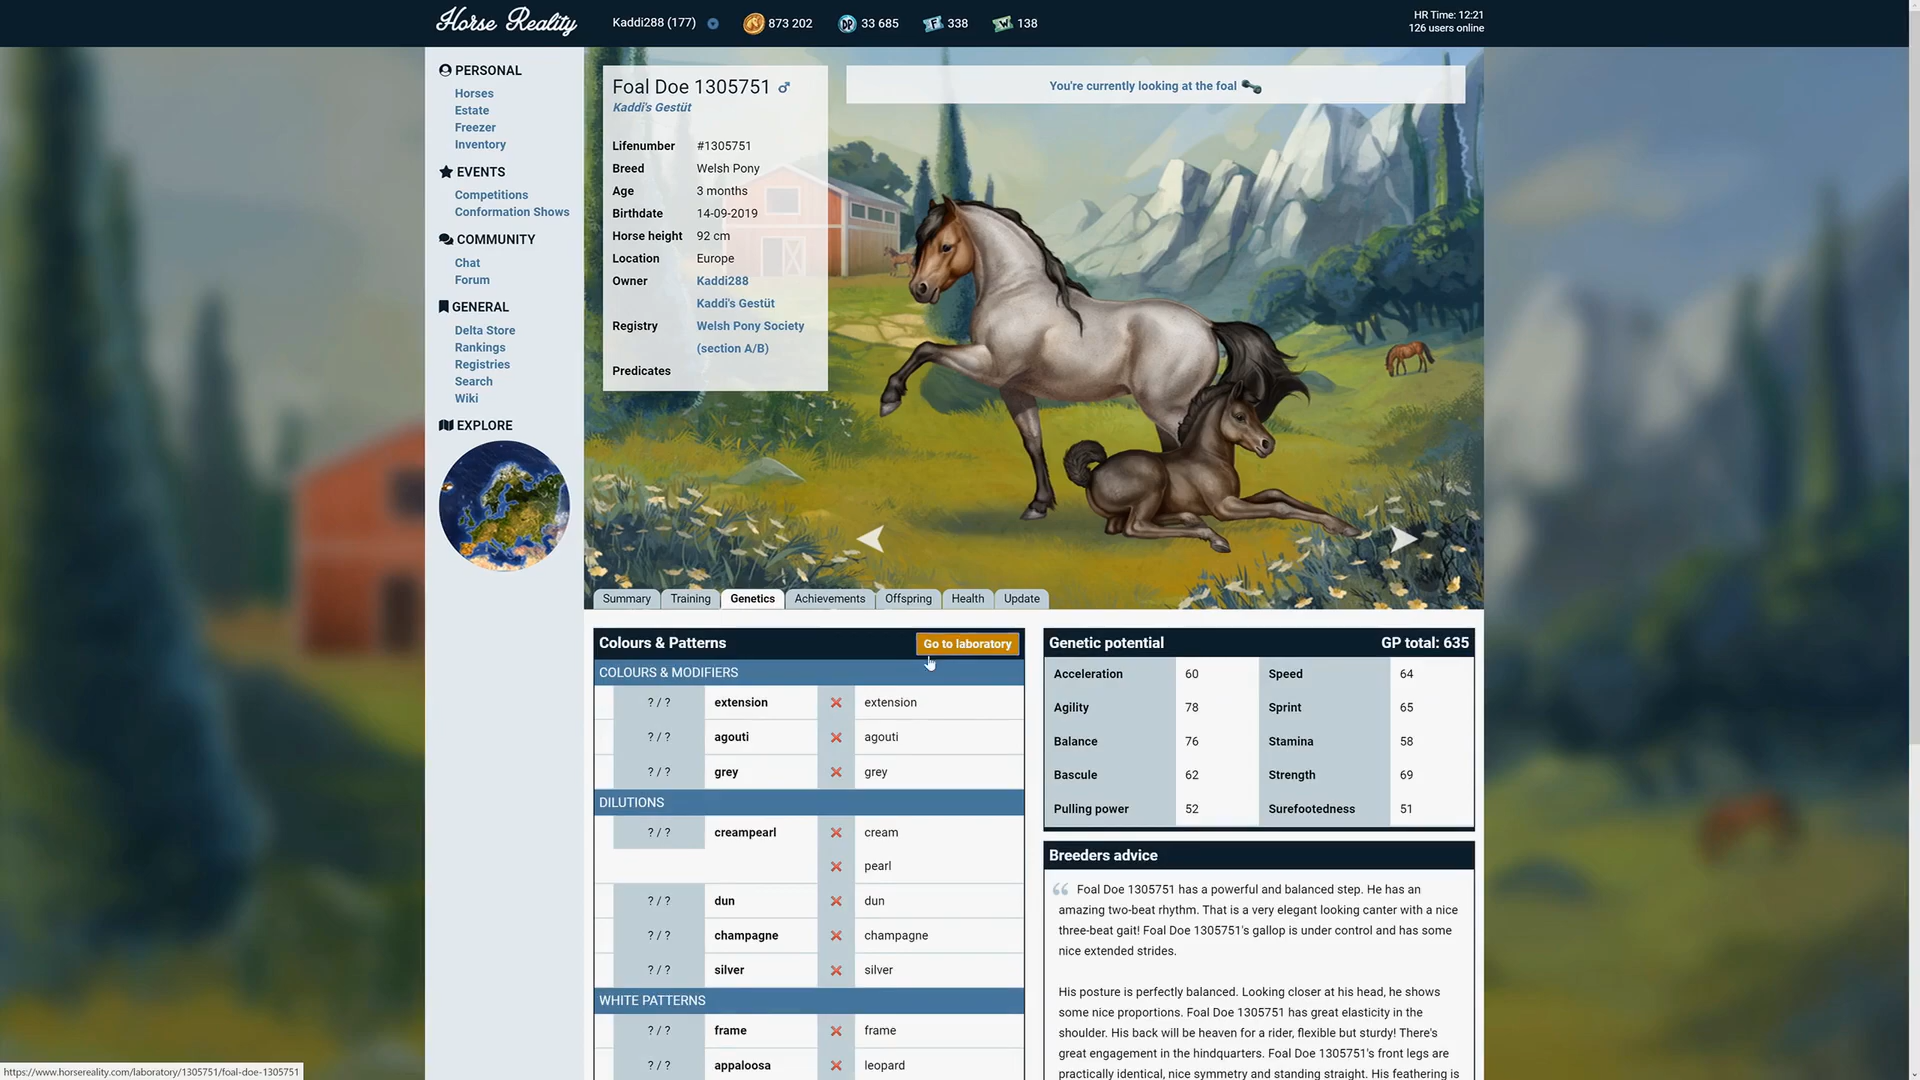 Horse Reality
Kaddi288 (177)
873 202
DP 33 685
F 338
W 138
HR Time: 12:21
126 users online
PERSONAL
Horses
Estate
Freezer
Inventory
EVENTS
Competitions
Conformation Shows
COMMUNITY
Chat
Forum
GENERAL
Delta Store
Rankings
Registries
Search
Wiki
EXPLORE
Foal Doe 1305751 ♂
Kaddi's Gestüt
Lifenumber #1305751
Breed Welsh Pony
Age 3 months
Birthdate 14-09-2019
Horse height 92 cm
Location Europe
Owner Kaddi288
Kaddi's Gestüt
Registry Welsh Pony Society
(section A/B)
Predicates
You're currently looking at the foal
Summary Training Genetics Achievements Offspring Health Update
Colours & Patterns Go to laboratory
COLOURS & MODIFIERS
? / ? extension extension
? / ? agouti agouti
? / ? grey grey
DILUTIONS
? / ? creampearl cream
pearl
? / ? dun dun
? / ? champagne champagne
? / ? silver silver
WHITE PATTERNS
? / ? frame frame
? / ? appaloosa leopard
Genetic potential GP total: 635
Acceleration 60 Speed 64
Agility 78 Sprint 65
Balance 76 Stamina 58
Bascule 62 Strength 69
Pulling power 52 Surefootedness 51
Breeders advice
“ Foal Doe 1305751 has a powerful and balanced step. He has an
amazing two-beat rhythm. That is a very elegant looking canter with a nice
three-beat gait! Foal Doe 1305751's gallop is under control and has some
nice extended strides.
His posture is perfectly balanced. Looking closer at his head, he shows
some nice proportions. Foal Doe 1305751 has great elasticity in the
shoulder. His back will be heaven for a rider, flexible but sturdy! There's
great engagement in the hindquarters. Foal Doe 1305751's front legs are
practically identical, nice symmetry and standing straight. His feathering is
https://www.horsereality.com/laboratory/1305751/foal-doe-1305751